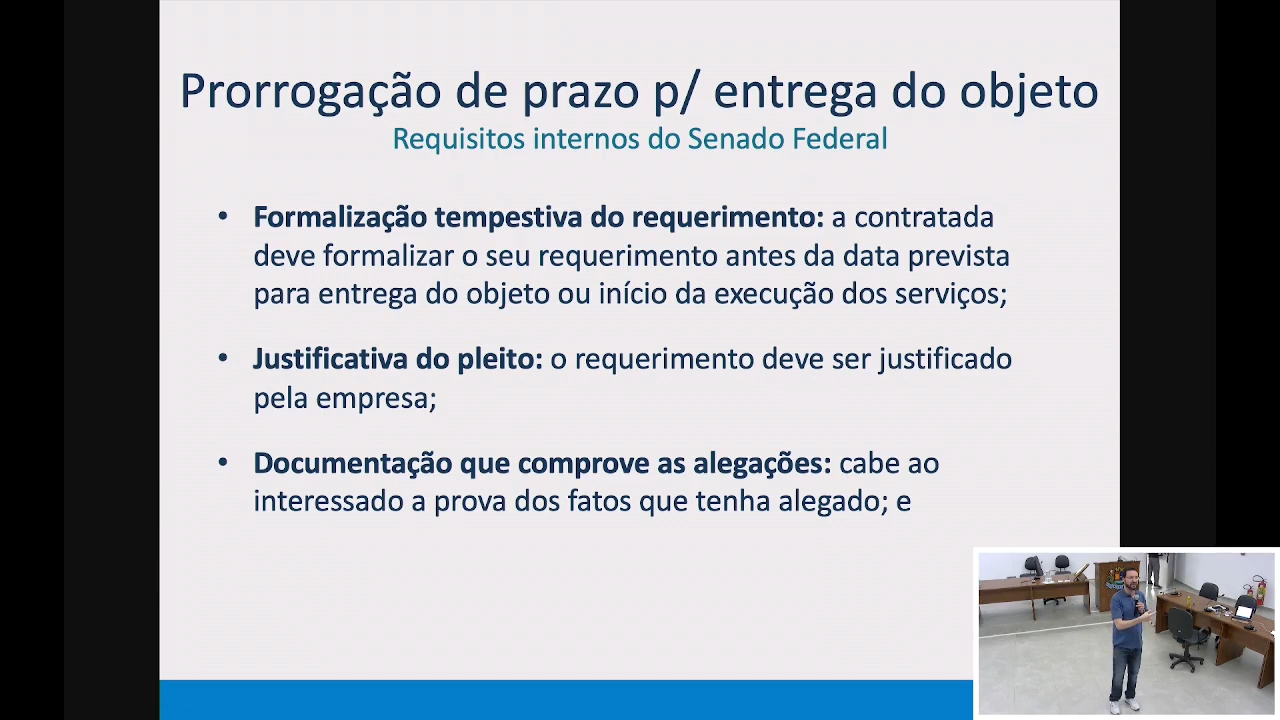 Prorrogação de prazo p/ entrega do objeto
Requisitos internos do Senado Federal
• Formalização tempestiva do requerimento: a contratada
deve formalizar o seu requerimento antes da data prevista
para entrega do objeto ou início da execução dos serviços;
• Justificativa do pleito: o requerimento deve ser justificado
pela empresa;
• Documentação que comprove as alegações: cabe ao
interessado a prova dos fatos que tenha alegado; e